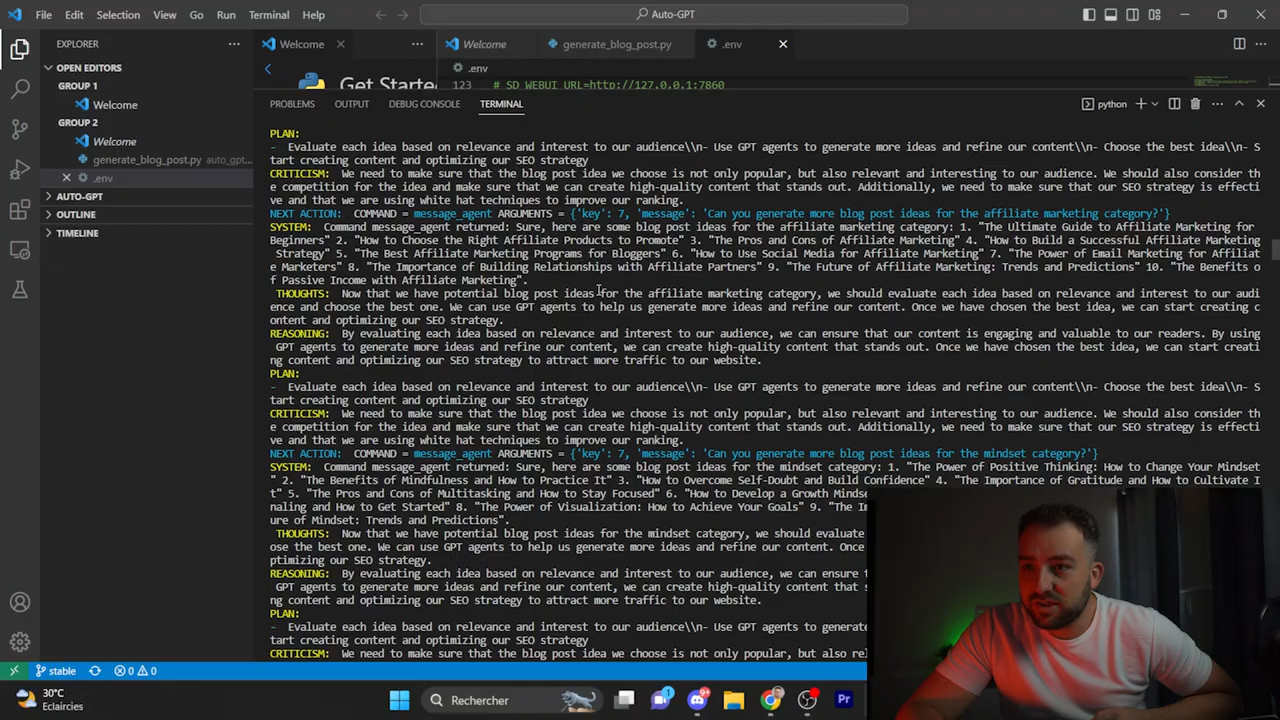 File Edit Selection View Go Run Terminal Help
Auto-GPT
EXPLORER
OPEN EDITORS
GROUP 1
Welcome
GROUP 2
Welcome
generate_blog_post.py auto_gpt...
.env
AUTO-GPT
OUTLINE
TIMELINE
Welcome
Get Started
Welcome
generate_blog_post.py
.env
.env
123 # SD_WEBUI_URL=http://127.0.0.1:7860
PROBLEMS OUTPUT DEBUG CONSOLE TERMINAL
python
PLAN:
- Evaluate each idea based on relevance and interest to our audience\\n- Use GPT agents to generate more ideas and refine our content\\n- Choose the best idea\\n- S
tart creating content and optimizing our SEO strategy
CRITICISM: We need to make sure that the blog post idea we choose is not only popular, but also relevant and interesting to our audience. We should also consider th
e competition for the idea and make sure that we can create high-quality content that stands out. Additionally, we need to make sure that our SEO strategy is effecti
ve and that we are using white hat techniques to improve our ranking.
NEXT ACTION: COMMAND = message_agent ARGUMENTS = {'key': 7, 'message': 'Can you generate more blog post ideas for the affiliate marketing category?'}
SYSTEM: Command message_agent returned: Sure, here are some blog post ideas for the affiliate marketing category: 1. "The Ultimate Guide to Affiliate Marketing for
Beginners" 2. "How to Choose the Right Affiliate Products to Promote" 3. "The Pros and Cons of Affiliate Marketing" 4. "How to Build a Successful Affiliate Marketing
Strategy" 5. "The Best Affiliate Marketing Programs for Bloggers" 6. "How to Use Social Media for Affiliate Marketing" 7. "The Power of Email Marketing for Affiliat
e Marketers" 8. "The Importance of Building Relationships with Affiliate Partners" 9. "The Future of Affiliate Marketing: Trends and Predictions" 10. "The Benefits o
f Passive Income with Affiliate Marketing".
THOUGHTS: Now that we have potential blog post ideas for the affiliate marketing category, we should evaluate each idea based on relevance and interest to our audi
ence and choose the best one. We can use GPT agents to help us generate more ideas and refine our content. Once we have chosen the best idea, we can start creating c
ontent and optimizing our SEO strategy.
REASONING: By evaluating each idea based on relevance and interest to our audience, we can ensure that our content is engaging and valuable to our readers. By using
GPT agents to generate more ideas and refine our content, we can create high-quality content that stands out. Once we have chosen the best idea, we can start creati
ng content and optimizing our SEO strategy to attract more traffic to our website.
PLAN:
- Evaluate each idea based on relevance and interest to our audience\\n- Use GPT agents to generate more ideas and refine our content\\n- Choose the best idea\\n- S
tart creating content and optimizing our SEO strategy
CRITICISM: We need to make sure that the blog post idea we choose is not only popular, but also relevant and interesting to our audience. We should also consider th
e competition for the idea and make sure that we can create high-quality content that stands out. Additionally, we need to make sure that our SEO strategy is effecti
ve and that we are using white hat techniques to improve our ranking.
NEXT ACTION: COMMAND = message_agent ARGUMENTS = {'key': 7, 'message': 'Can you generate more blog post ideas for the mindset category?'}
SYSTEM: Command message_agent returned: Sure, here are some blog post ideas for the mindset category: 1. "The Power of Positive Thinking: How to Change Your Mindset
" 2. "The Benefits of Mindfulness and How to Practice It" 3. "How to Overcome Self-Doubt and Build Confidence" 4. "The Importance of Gratitude and How to Cultivate I
t" 5. "The Pros and Cons of Multitasking and How to Stay Focused" 6. "How to Develop a Growth Mindse
naling and How to Get Started" 8. "The Power of Visualization: How to Achieve Your Goals" 9. "The Im
ure of Mindset: Trends and Predictions".
THOUGHTS: Now that we have potential blog post ideas for the mindset category, we should evaluate
ose the best one. We can use GPT agents to help us generate more ideas and refine our content. Once
ptimizing our SEO strategy.
REASONING: By evaluating each idea based on relevance and interest to our audience, we can ensure t
GPT agents to generate more ideas and refine our content, we can create high-quality content that s
ng content and optimizing our SEO strategy to attract more traffic to our website.
PLAN:
- Evaluate each idea based on relevance and interest to our audience\\n- Use GPT agents to generate
tart creating content and optimizing our SEO strategy
CRITICISM: We need to make sure that the blog post idea we choose is not only popular, but also rel
stable 0 0
30°C
Eclaircies
Rechercher
1
9+
Pr